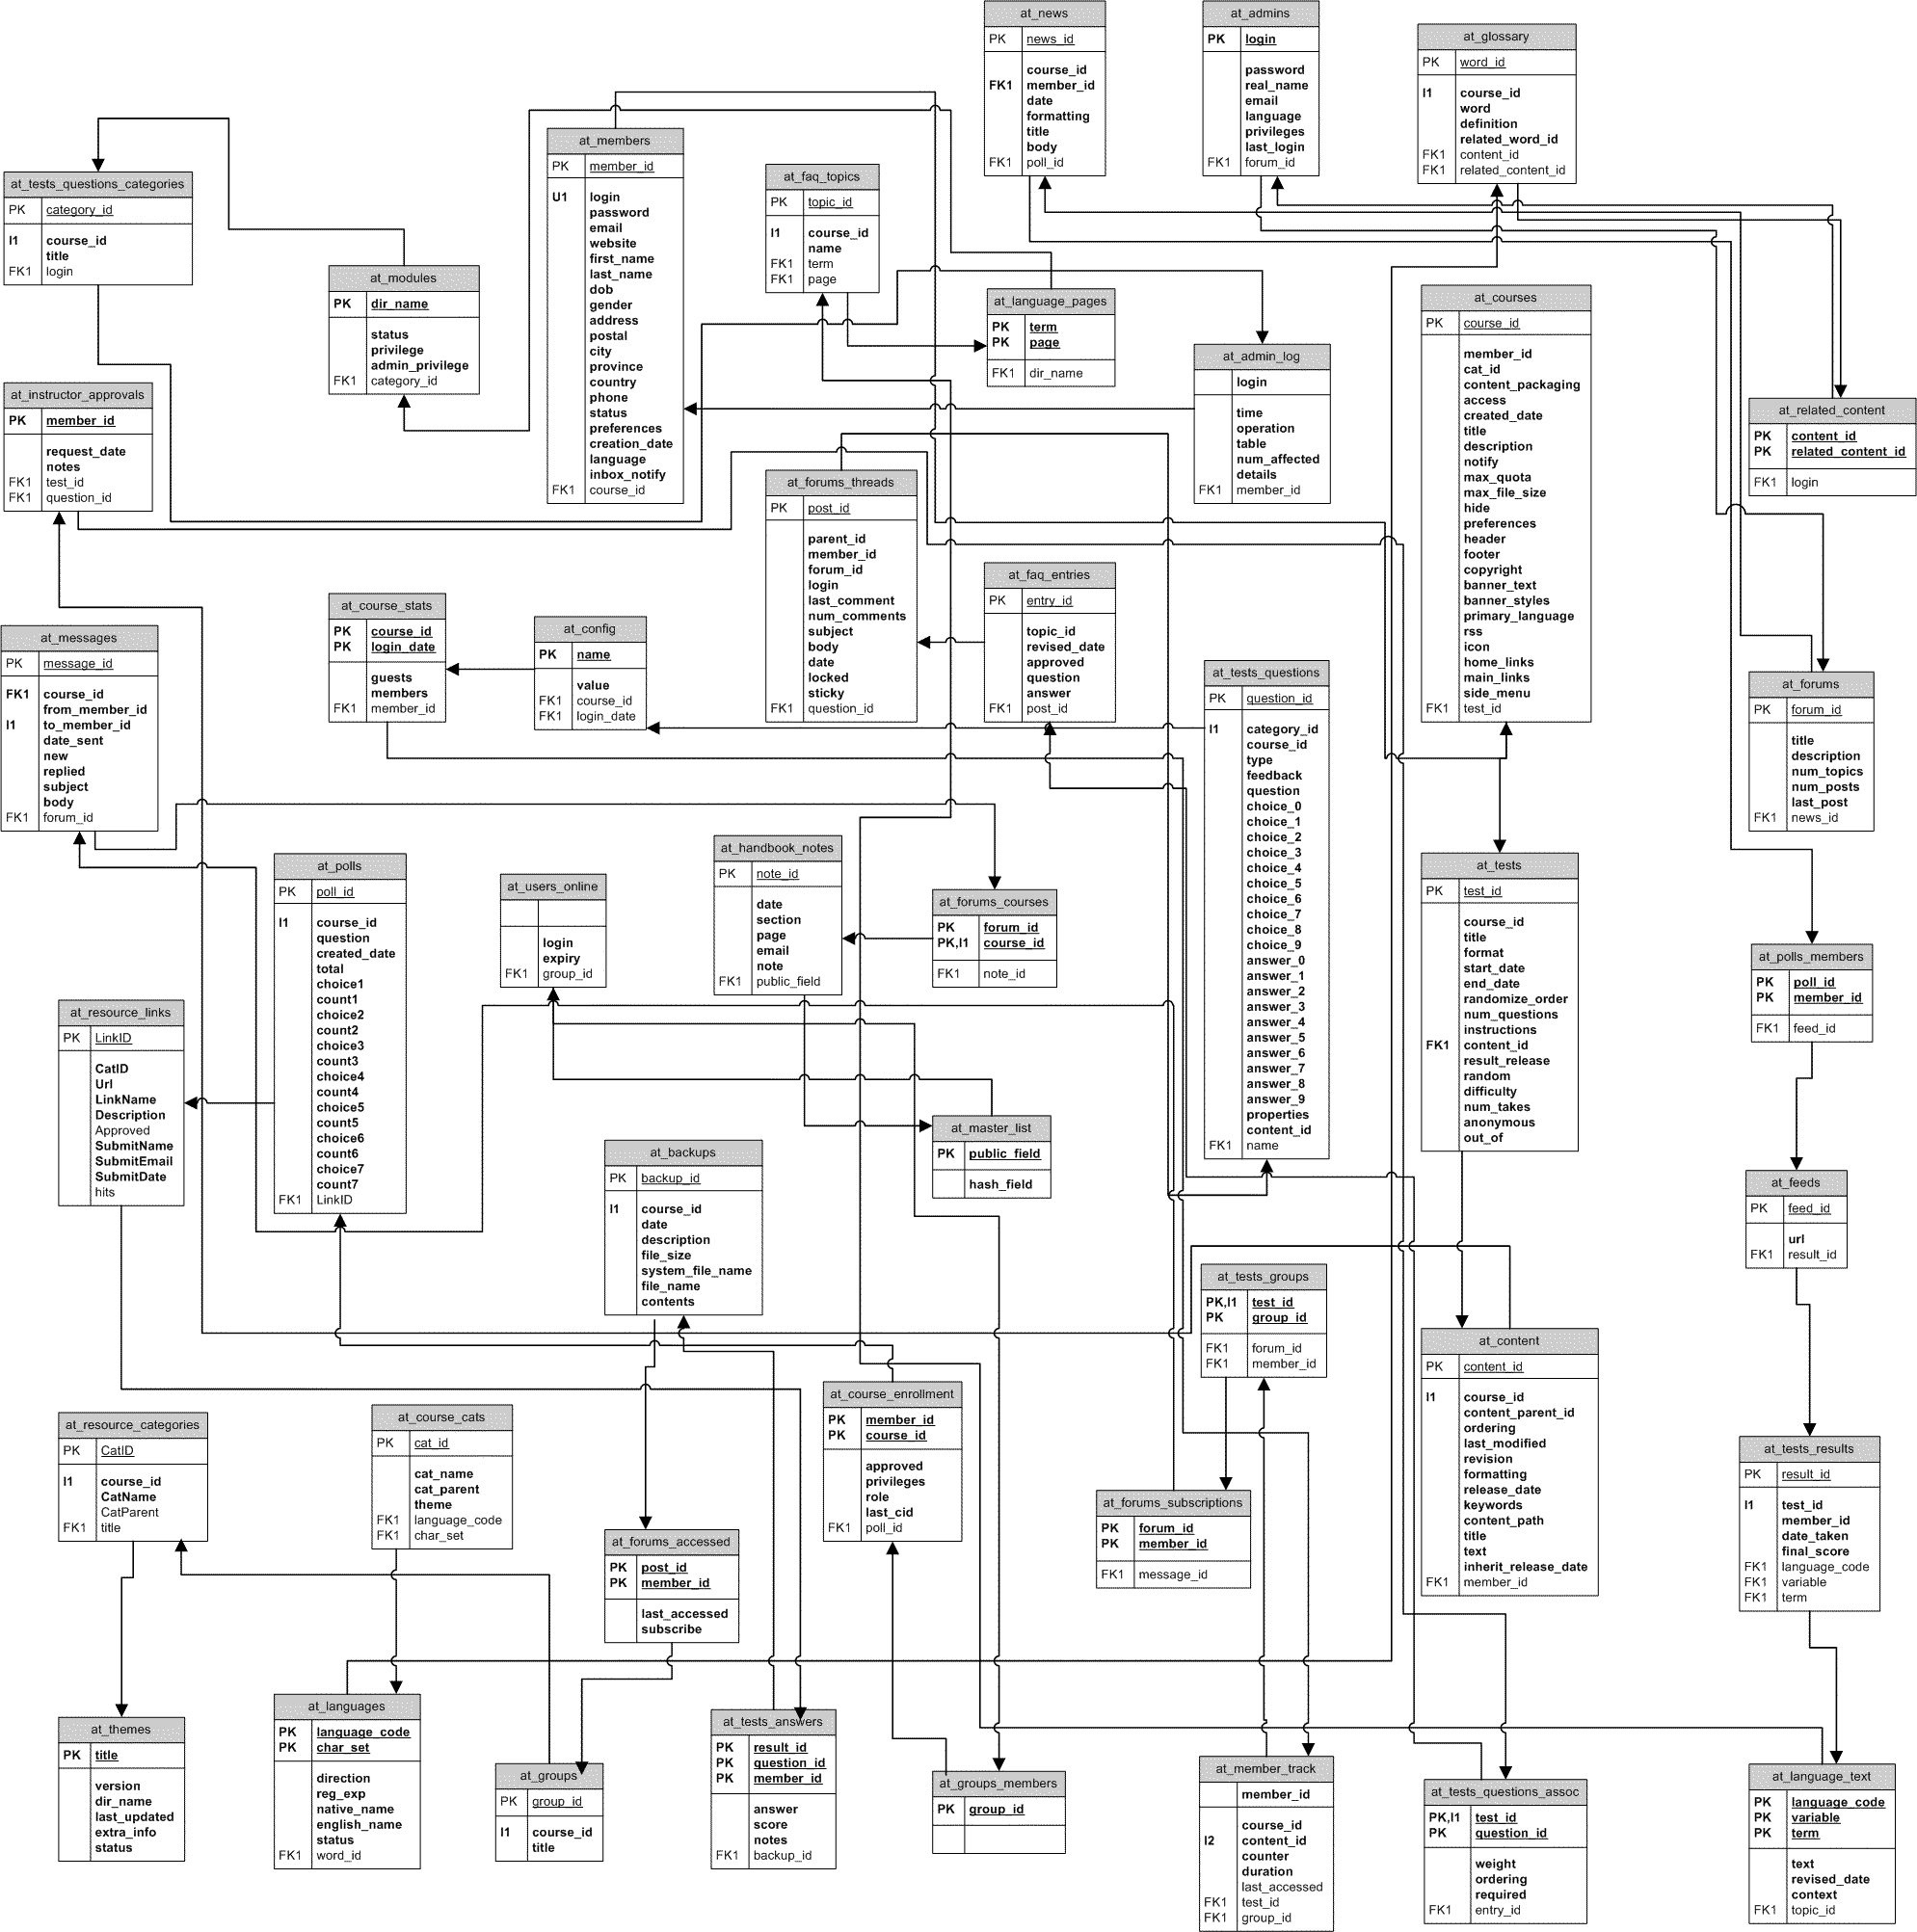 at_news
PK news_id
course_id
FK1 member_id
date
formatting
title
body
FK1 poll_id
at_admins
PK login
password
real_name
email
language
privileges
last_login
FK1 forum_id
at_glossary
PK word_id
I1 course_id
word
definition
related_word_id
FK1 content_id
FK1 related_content_id
at_members
PK member_id
U1 login
password
email
website
first_name
last_name
dob
gender
address
postal
city
province
country
phone
status
preferences
creation_date
language
inbox_notify
FK1 course_id
at_faq_topics
PK topic_id
I1 course_id
name
FK1 term
FK1 page
at_tests_questions_categories
PK category_id
I1 course_id
title
FK1 login
at_modules
PK dir_name
status
privilege
admin_privilege
FK1 category_id
at_language_pages
PK term
PK page
FK1 dir_name
at_courses
PK course_id
member_id
cat_id
content_packaging
access
created_date
title
description
notify
max_quota
max_file_size
hide
preferences
header
footer
copyright
banner_text
banner_styles
primary_language
rss
icon
home_links
main_links
side_menu
FK1 test_id
at_admin_log
login
time
operation
table
num_affected
details
FK1 member_id
at_instructor_approvals
PK member_id
request_date
notes
FK1 test_id
FK1 question_id
at_related_content
PK content_id
PK related_content_id
FK1 login
at_forums_threads
PK post_id
parent_id
member_id
forum_id
login
last_comment
num_comments
subject
body
date
locked
sticky
FK1 question_id
at_faq_entries
PK entry_id
topic_id
revised_date
approved
question
answer
FK1 post_id
at_course_stats
PK course_id
PK login_date
guests
members
FK1 member_id
at_config
PK name
value
FK1 course_id
FK1 login_date
at_messages
PK message_id
FK1 course_id
from_member_id
I1 to_member_id
date_sent
new
replied
subject
body
FK1 forum_id
at_tests_questions
PK question_id
I1 category_id
course_id
type
feedback
question
choice_0
choice_1
choice_2
choice_3
choice_4
choice_5
choice_6
choice_7
choice_8
choice_9
answer_0
answer_1
answer_2
answer_3
answer_4
answer_5
answer_6
answer_7
answer_8
answer_9
properties
content_id
FK1 name
at_forums
PK forum_id
title
description
num_topics
num_posts
last_post
FK1 news_id
at_polls
PK poll_id
I1 course_id
question
created_date
total
choice1
count1
choice2
count2
choice3
count3
choice4
count4
choice5
count5
choice6
count6
choice7
count7
FK1 LinkID
at_users_online
login
expiry
FK1 group_id
at_handbook_notes
PK note_id
date
section
page
email
note
FK1 public_field
at_forums_courses
PK forum_id
PK,I1 course_id
FK1 note_id
at_tests
PK test_id
course_id
title
format
start_date
end_date
randomize_order
num_questions
instructions
FK1 content_id
result_release
random
difficulty
num_takes
anonymous
out_of
at_polls_members
PK poll_id
PK member_id
FK1 feed_id
at_resource_links
PK LinkID
CatID
Url
LinkName
Description
Approved
SubmitName
SubmitEmail
SubmitDate
hits
at_master_list
PK public_field
hash_field
at_backups
PK backup_id
I1 course_id
date
description
file_size
system_file_name
file_name
contents
at_feeds
PK feed_id
url
FK1 result_id
at_tests_groups
PK,I1 test_id
PK group_id
FK1 forum_id
FK1 member_id
at_content
PK content_id
I1 course_id
content_parent_id
ordering
last_modified
revision
formatting
release_date
keywords
content_path
title
text
inherit_release_date
FK1 member_id
at_course_enrollment
PK member_id
PK course_id
approved
privileges
role
last_cid
FK1 poll_id
at_resource_categories
PK CatID
I1 course_id
CatName
CatParent
FK1 title
at_course_cats
PK cat_id
cat_name
cat_parent
theme
FK1 language_code
FK1 char_set
at_tests_results
PK result_id
I1 test_id
member_id
date_taken
final_score
FK1 language_code
FK1 variable
FK1 term
at_forums_subscriptions
PK forum_id
PK member_id
FK1 message_id
at_forums_accessed
PK post_id
PK member_id
last_accessed
subscribe
at_themes
PK title
version
dir_name
last_updated
extra_info
status
at_languages
PK language_code
PK char_set
direction
reg_exp
native_name
english_name
status
FK1 word_id
at_groups
PK group_id
I1 course_id
title
at_tests_answers
PK result_id
PK question_id
PK member_id
answer
score
notes
FK1 backup_id
at_groups_members
PK group_id
at_member_track
member_id
course_id
I2 content_id
counter
duration
last_accessed
FK1 test_id
FK1 group_id
at_tests_questions_assoc
PK,I1 test_id
PK question_id
weight
ordering
required
FK1 entry_id
at_language_text
PK language_code
PK variable
PK term
text
revised_date
context
FK1 topic_id